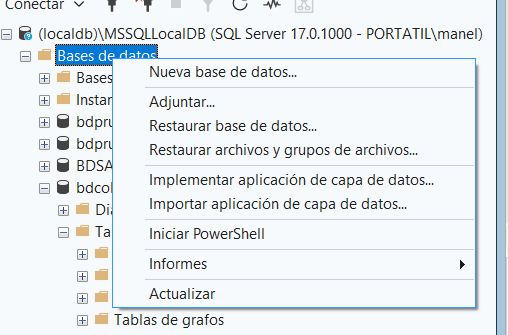 Conectar
(localdb)\MSSQLLocalDB (SQL Server 17.0.1000 - PORTATIL\manel)
Bases de datos
Bases
Nueva base de datos...
Instan
Adjuntar...
bdpru
Restaurar base de datos...
bdpru
Restaurar archivos y grupos de archivos...
BDSA
Implementar aplicación de capa de datos...
bdcol
Importar aplicación de capa de datos...
Dia
Iniciar PowerShell
Ta
Informes
Actualizar
Tablas de grafos